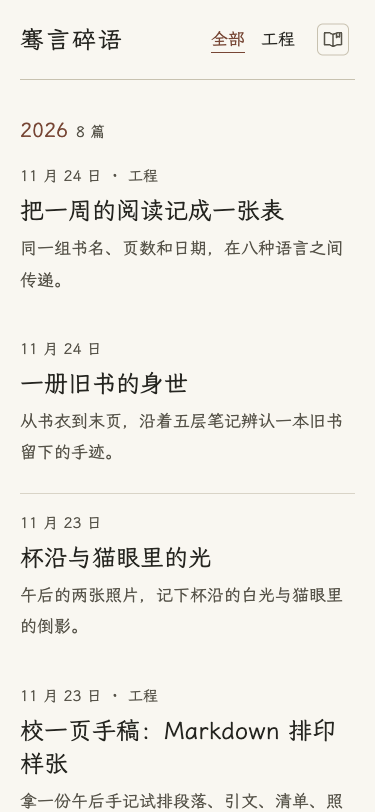 骞言碎语
全部 工程
2026 8 篇
11 月 24 日 · 工程
把一周的阅读记成一张表
同一组书名、页数和日期，在八种语言之间
传递。
11 月 24 日
一册旧书的身世
从书衣到末页，沿着五层笔记辨认一本旧书
留下的手迹。
11 月 23 日
杯沿与猫眼里的光
午后的两张照片，记下杯沿的白光与猫眼里
的倒影。
11 月 23 日 · 工程
校一页手稿：Markdown 排印
样张
拿一份午后手记试排段落、引文、清单、照